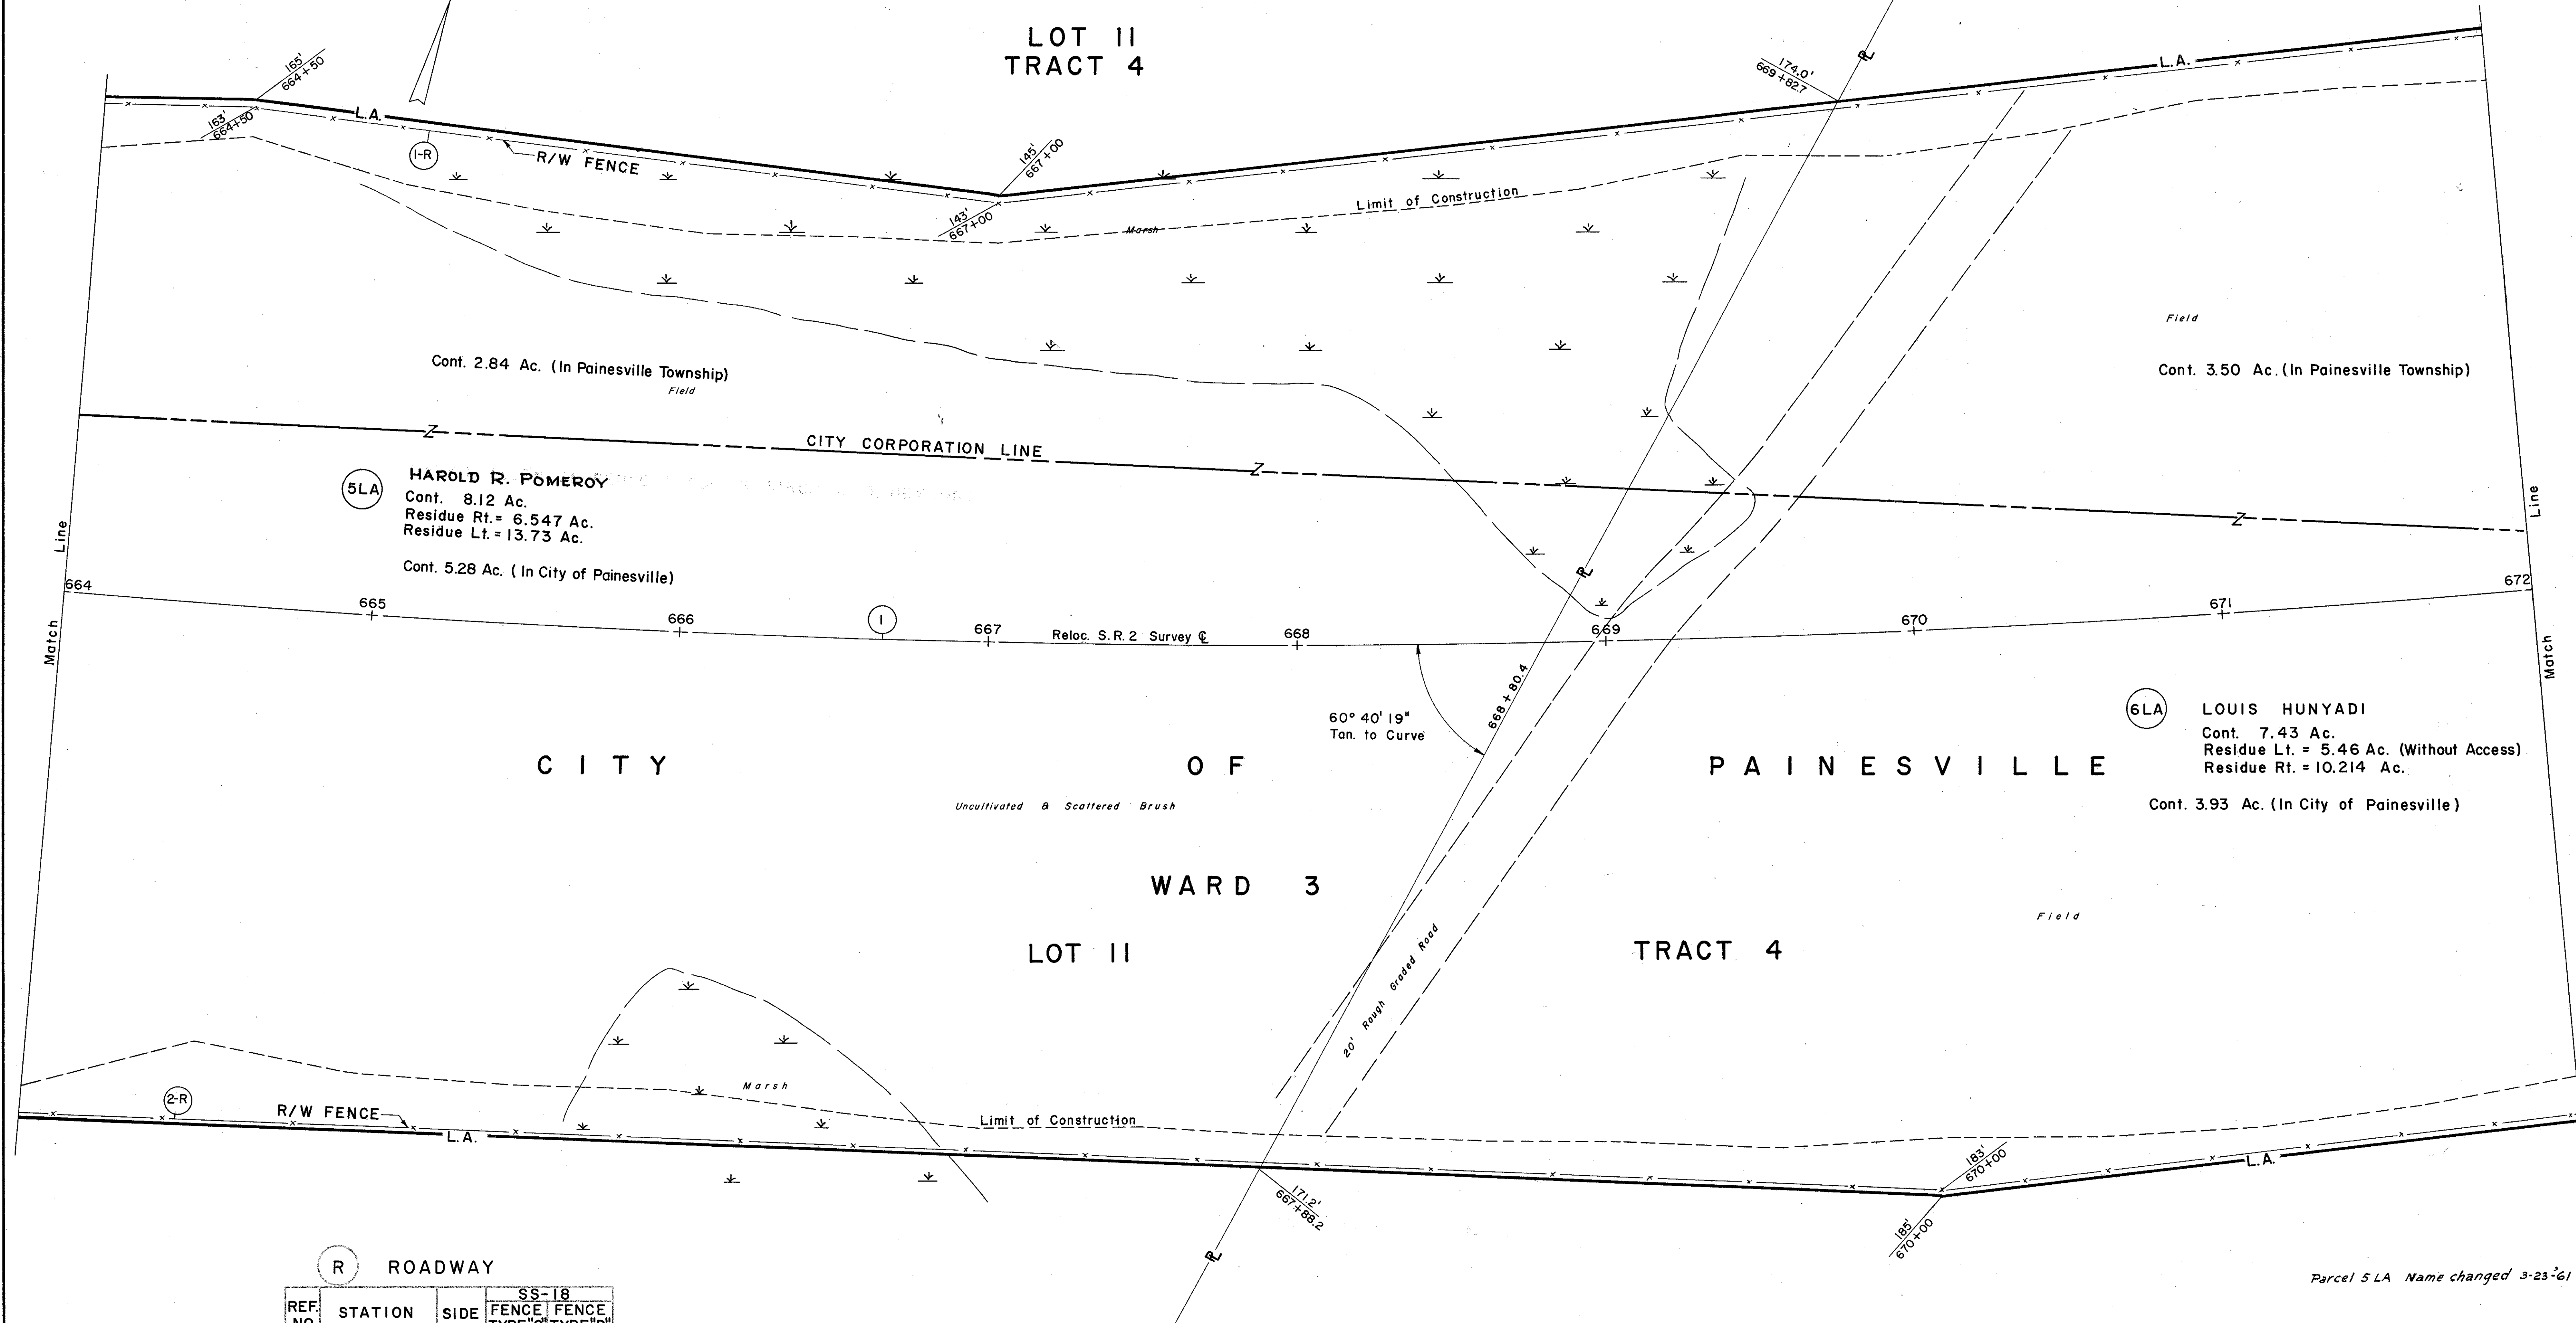 LOT 11
TRACT 4
165'
664+50
163'
664+50
L.A.
1-R
R/W FENCE
145'
667+00
143'
667+00
Marsh
Limit of Construction
174.0'
669+82.7
PL
L.A.
Field
Cont. 2.84 Ac. (In Painesville Township)
Field
Cont. 3.50 Ac. (In Painesville Township)
Z
CITY CORPORATION LINE
Z
Z
5LA
HAROLD R. POMEROY
Cont. 8.12 Ac.
Residue Rt.= 6.547 Ac.
Residue Lt.= 13.73 Ac.
Cont. 5.28 Ac. (In City of Painesville)
Match Line
Match Line
PL
664
665
666
1
667
Reloc. S.R. 2 Survey CL
668
669
670
671
672
668+80.4
60° 40' 19"
Tan. to Curve
6LA
LOUIS HUNYADI
Cont. 7.43 Ac.
Residue Lt. = 5.46 Ac. (Without Access)
Residue Rt. = 10.214 Ac.
Cont. 3.93 Ac. (In City of Painesville)
CITY OF PAINESVILLE
Uncultivated & Scattered Brush
WARD 3
Field
LOT 11 TRACT 4
20' Rough Graded Road
2-R
R/W FENCE
L.A.
Marsh
Limit of Construction
183'
670+00
L.A.
171.2'
667+88.2
185'
670+00
PL
R ROADWAY
Parcel 5 LA Name changed 3-23-'61
SS-18
REF. STATION SIDE FENCE FENCE